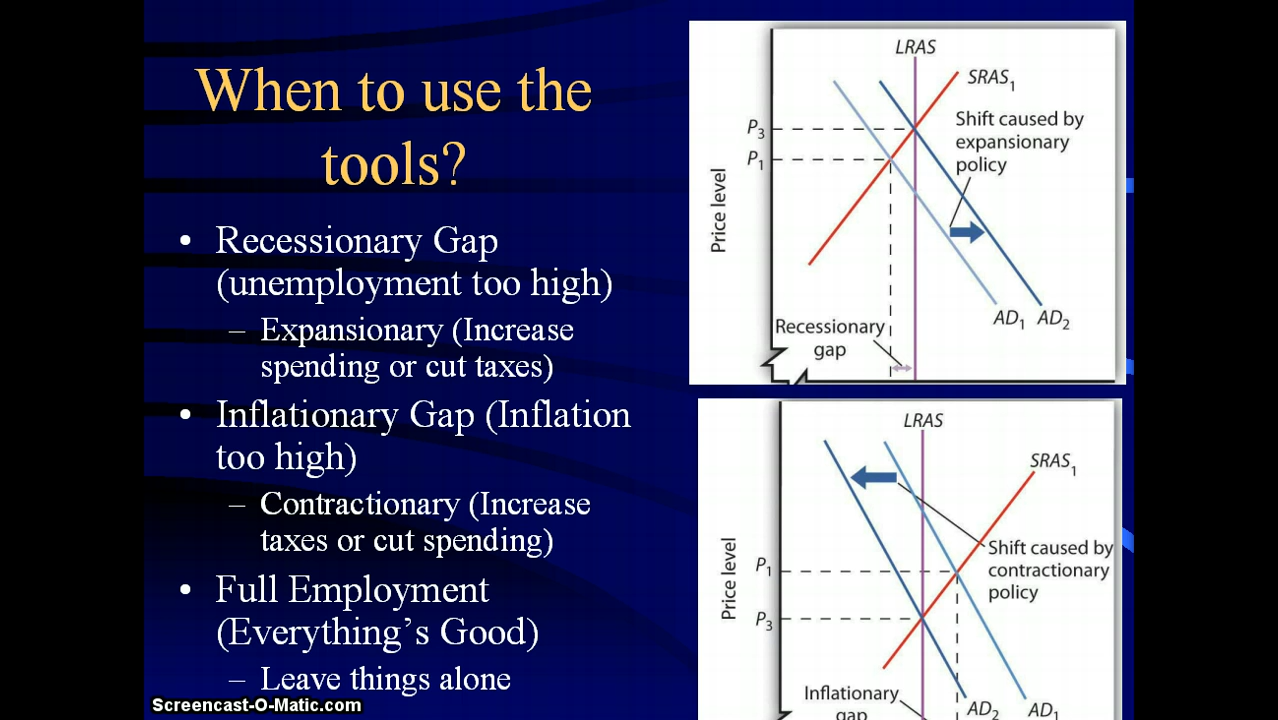 When to use the
tools?
• Recessionary Gap
(unemployment too high)
– Expansionary (Increase
spending or cut taxes)
• Inflationary Gap (Inflation
too high)
– Contractionary (Increase
taxes or cut spending)
• Full Employment
(Everything's Good)
– Leave things alone
Screencast-O-Matic.com
LRAS
SRAS1
Shift caused by
expansionary
policy
P3
P1
Price level
AD1 AD2
Recessionary
gap
LRAS
SRAS1
Shift caused by
contractionary
policy
P1
P3
Price level
Inflationary
gap
AD2 AD1